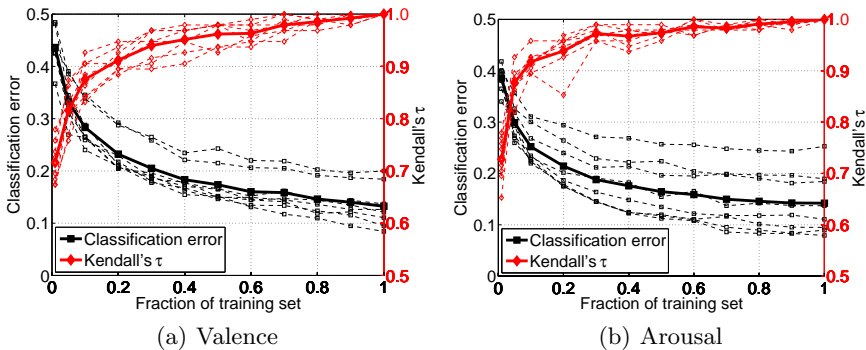 0.5
0.4
0.3
0.2
0.1
0
Classification error
0 0.2 0.4 0.6 0.8 1
Fraction of training set
1.0
0.9
0.8
0.7
0.6
0.5
Kendall's τ
Classification error
Kendall's τ
(a) Valence
0.5
0.4
0.3
0.2
0.1
0
Classification error
0 0.2 0.4 0.6 0.8 1
Fraction of training set
1.0
0.9
0.8
0.7
0.6
0.5
Kendall's τ
Classification error
Kendall's τ
(b) Arousal